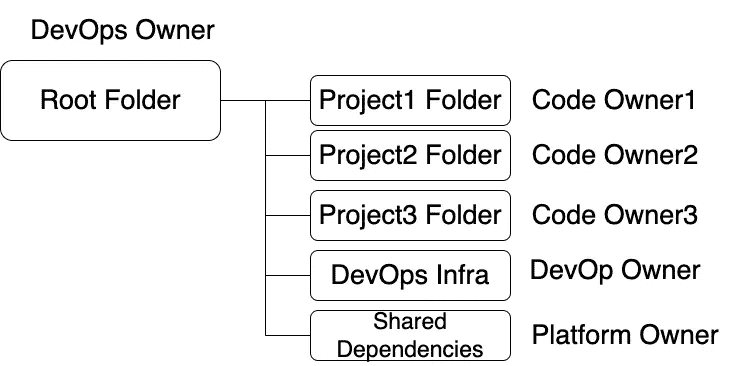 DevOps Owner
Root Folder
Project1 Folder
Code Owner1
Project2 Folder
Code Owner2
Project3 Folder
Code Owner3
DevOps Infra
DevOp Owner
Shared
Dependencies
Platform Owner